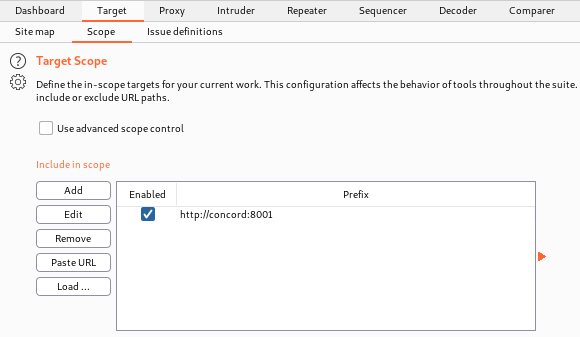 Dashboard Target Proxy Intruder Repeater Sequencer Decoder Comparer
Site map Scope Issue definitions
? Target Scope
Define the in-scope targets for your current work. This configuration affects the behavior of tools throughout the suite.
include or exclude URL paths.
Use advanced scope control
Include in scope
Add
Edit
Remove
Paste URL
Load ...
Enabled Prefix
http://concord:8001